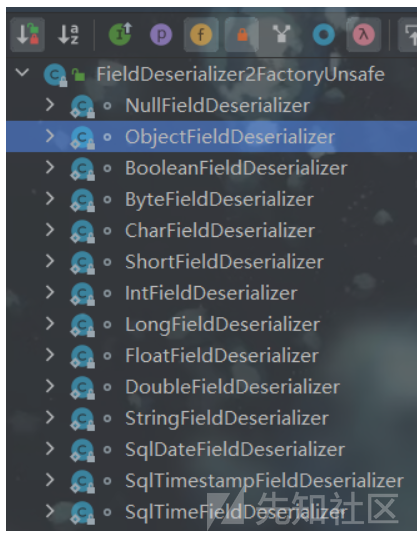 FieldDeserializer2FactoryUnsafe
NullFieldDeserializer
ObjectFieldDeserializer
BooleanFieldDeserializer
ByteFieldDeserializer
CharFieldDeserializer
ShortFieldDeserializer
IntFieldDeserializer
LongFieldDeserializer
FloatFieldDeserializer
DoubleFieldDeserializer
StringFieldDeserializer
SqlDateFieldDeserializer
SqlTimestampFieldDeserializer
SqlTimeFieldDeserializer
先知社区